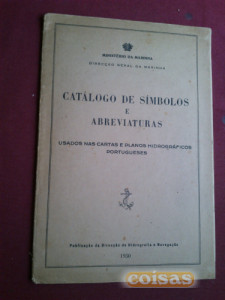 MINISTÉRIO DA MARINHA
DIRECÇÃO GERAL DA MARINHA
CATÁLOGO DE SÍMBOLOS
E
ABREVIATURAS
USADOS NAS CARTAS E PLANOS HIDROGRÁFICOS
PORTUGUESES
Publicação da Direcção de Hidrografia e Navegação
1950
coisas